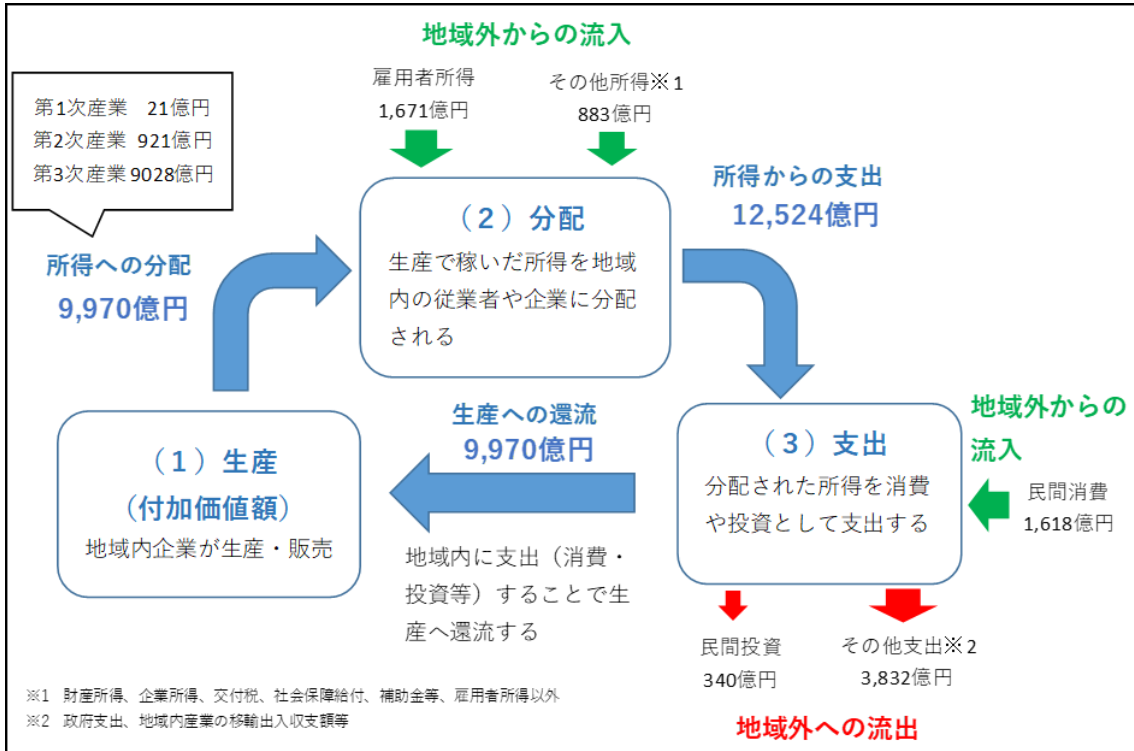 地域外からの流入
雇用者所得
1,671億円
その他所得※1
883億円
第1次産業 21億円
第2次産業 921億円
第3次産業 9028億円
所得への分配
9,970億円
（2）分配
生産で稼いだ所得を地域
内の従業者や企業に分配
される
所得からの支出
12,524億円
（1）生産
(付加価値額)
地域内企業が生産・販売
生産への還流
9,970億円
地域内に支出（消費・
投資等）することで生
産へ還流する
（3）支出
分配された所得を消費
や投資として支出する
地域外からの
流入
民間消費
1,618億円
民間投資
340億円
その他支出※2
3,832億円
地域外への流出
※1 財産所得、企業所得、交付税、社会保障給付、補助金等、雇用者所得以外
※2 政府支出、地域内産業の移輸出入収支額等